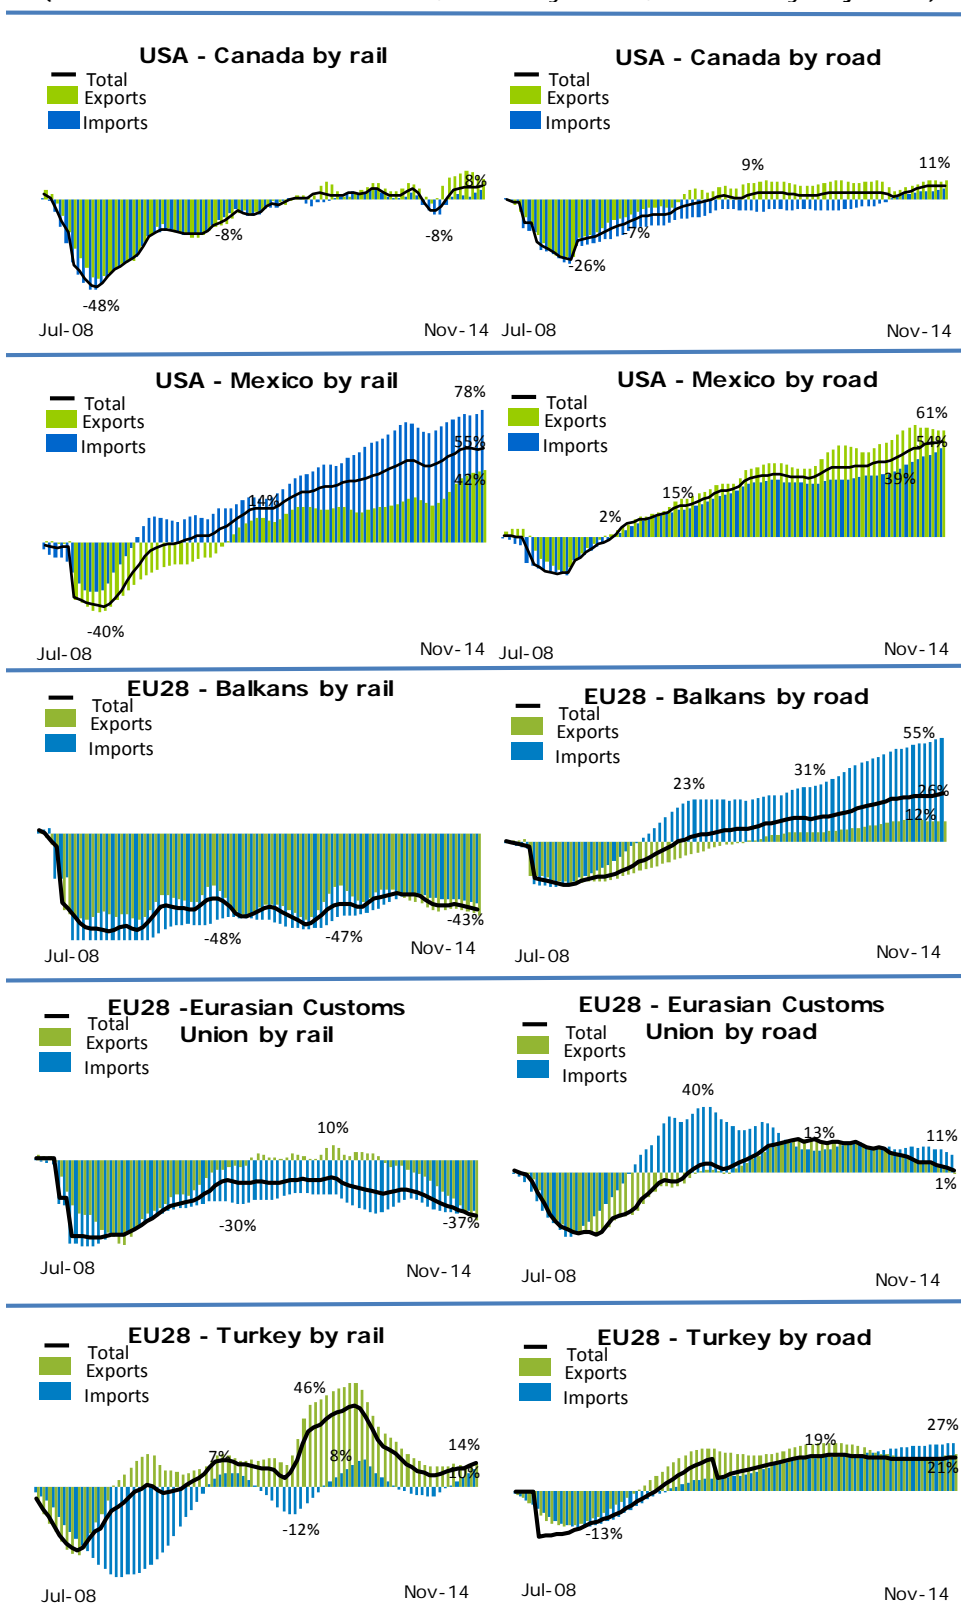 USA - Canada by rail
Total
Exports
Imports
8%
-8%
-8%
-48%
Jul-08
Nov-14
USA - Canada by road
Total
Exports
Imports
9%
11%
-7%
-26%
Jul-08
Nov-14
USA - Mexico by rail
Total
Exports
Imports
78%
55%
42%
14%
-40%
Jul-08
Nov-14
USA - Mexico by road
Total
Exports
Imports
61%
54%
39%
15%
2%
Jul-08
Nov-14
EU28 - Balkans by rail
Total
Exports
Imports
-43%
-48%
-47%
Jul-08
Nov-14
EU28 - Balkans by road
Total
Exports
Imports
55%
31%
23%
26%
12%
Jul-08
Nov-14
EU28 -Eurasian Customs
Union by rail
Total
Exports
Imports
10%
-30%
-37%
Jul-08
Nov-14
EU28 - Eurasian Customs
Union by road
Total
Exports
Imports
40%
13%
11%
1%
Jul-08
Nov-14
EU28 - Turkey by rail
Total
Exports
Imports
46%
7%
8%
14%
10%
-12%
Jul-08
Nov-14
EU28 - Turkey by road
Total
Exports
Imports
27%
19%
21%
-13%
Jul-08
Nov-14